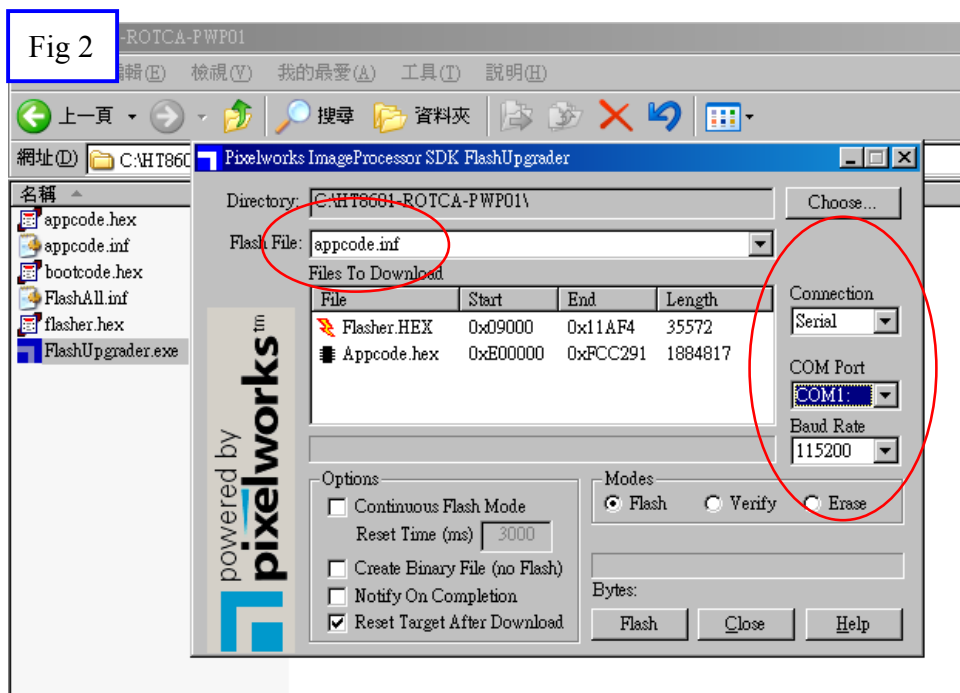 Fig 2
-ROTCA-PWP01
輯(E) 檢視(V) 我的最愛(A) 工具(T) 說明(H)
上一頁 搜尋 資料夾
網址(D) C:\HT860
名稱
appcode.hex
appcode.inf
bootcode.hex
FlashAll.inf
flasher.hex
FlashUpgrader.exe
Pixelworks ImageProcessor SDK FlashUpgrader
Directory: C:\HT8601-ROTCA-PWP01\ Choose...
Flash File: appcode.inf
Files To Download
File Start End Length
Flasher.HEX 0x09000 0x11AF4 35572
Appcode.hex 0xE00000 0xFCC291 1884817
Connection
Serial
COM Port
COM1:
Baud Rate
115200
powered by
pixelworks tm
Options
Continuous Flash Mode
Reset Time (ms) 3000
Create Binary File (no Flash)
Notify On Completion
Reset Target After Download
Modes
Flash Verify Erase
Bytes:
Flash Close Help